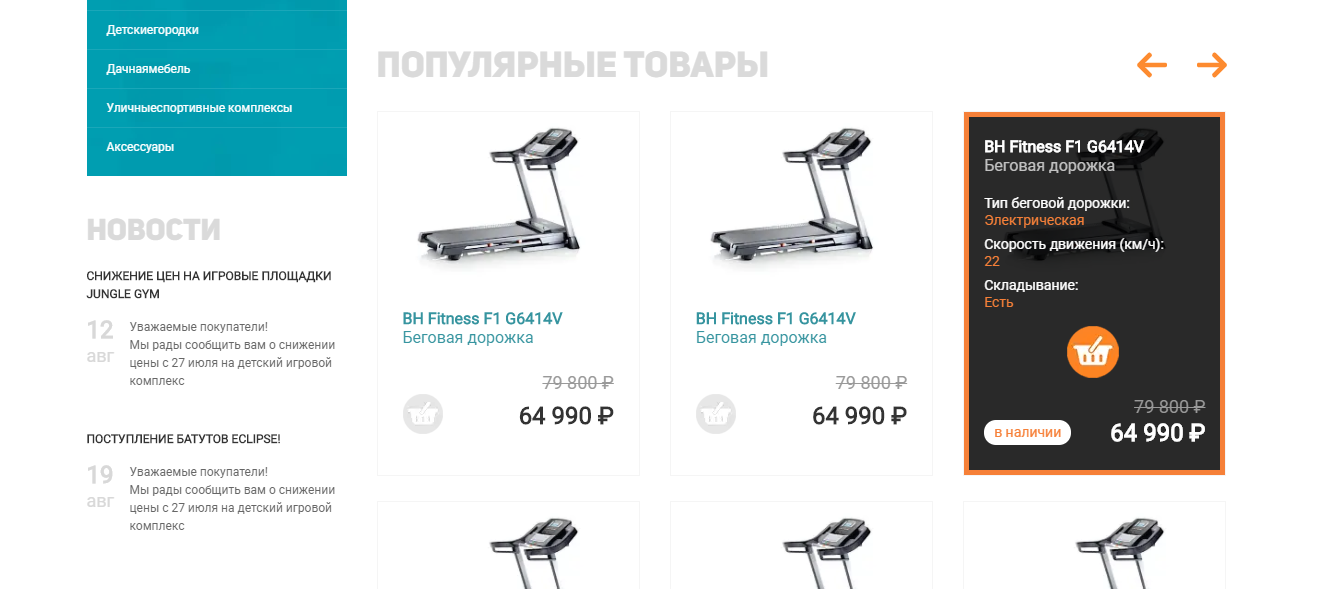 Детскиегородки
Дачнаямебель
Уличныеспортивные комплексы
Аксессуары
НОВОСТИ
СНИЖЕНИЕ ЦЕН НА ИГРОВЫЕ ПЛОЩАДКИ
JUNGLE GYM
12
авг
Уважаемые покупатели!
Мы рады сообщить вам о снижении
цены с 27 июля на детский игровой
комплекс
ПОСТУПЛЕНИЕ БАТУТОВ ECLIPSE!
19
авг
Уважаемые покупатели!
Мы рады сообщить вам о снижении
цены с 27 июля на детский игровой
комплекс
ПОПУЛЯРНЫЕ ТОВАРЫ
BH Fitness F1 G6414V
Беговая дорожка
79 800 ₽
64 990 ₽
BH Fitness F1 G6414V
Беговая дорожка
79 800 ₽
64 990 ₽
BH Fitness F1 G6414V
Беговая дорожка
Тип беговой дорожки:
Электрическая
Скорость движения (км/ч):
22
Складывание:
Есть
79 800 ₽
в наличии
64 990 ₽